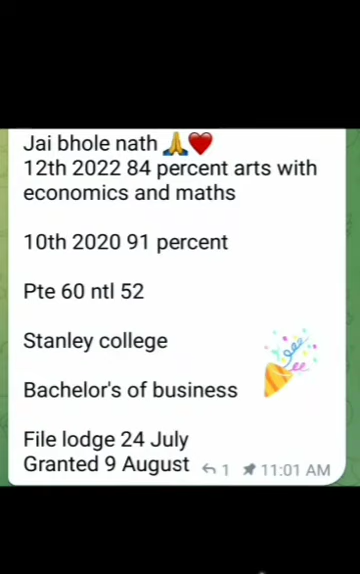 Jai bhole nath 🙏❤️
12th 2022 84 percent arts with
economics and maths
10th 2020 91 percent
Pte 60 ntl 52
Stanley college
Bachelor's of business
File lodge 24 July
Granted 9 August 1 11:01 AM